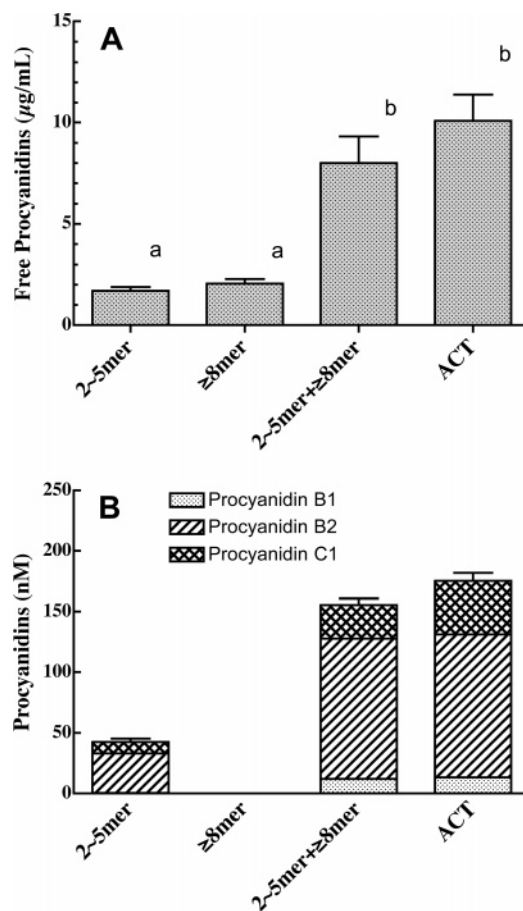 A
Free Procyanidins (µg/mL)
15
10
5
0
a
a
b
b
2~5mer
≥8mer
2~5mer+≥8mer
ACT
B
Procyanidins (nM)
250
200
150
100
50
0
Procyanidin B1
Procyanidin B2
Procyanidin C1
2~5mer
≥8mer
2~5mer+≥8mer
ACT